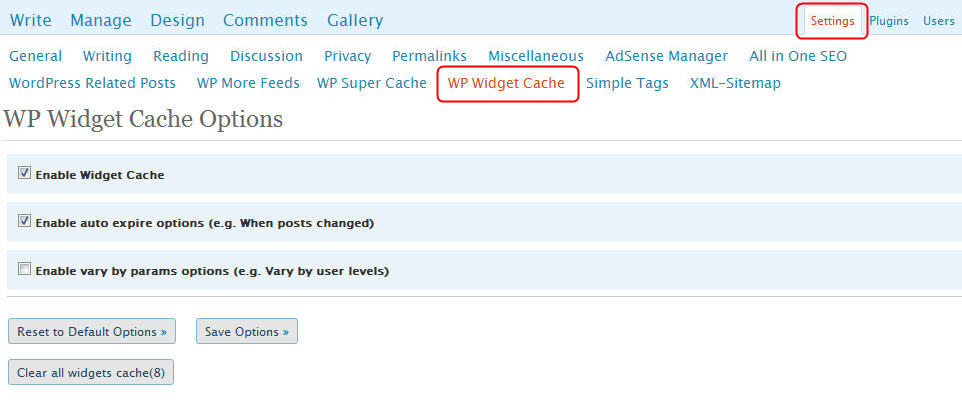 Write Manage Design Comments Gallery Settings Plugins Users
General Writing Reading Discussion Privacy Permalinks Miscellaneous AdSense Manager All in One SEO
WordPress Related Posts WP More Feeds WP Super Cache WP Widget Cache Simple Tags XML-Sitemap
WP Widget Cache Options
Enable Widget Cache
Enable auto expire options (e.g. When posts changed)
Enable vary by params options (e.g. Vary by user levels)
Reset to Default Options » Save Options »
Clear all widgets cache(8)